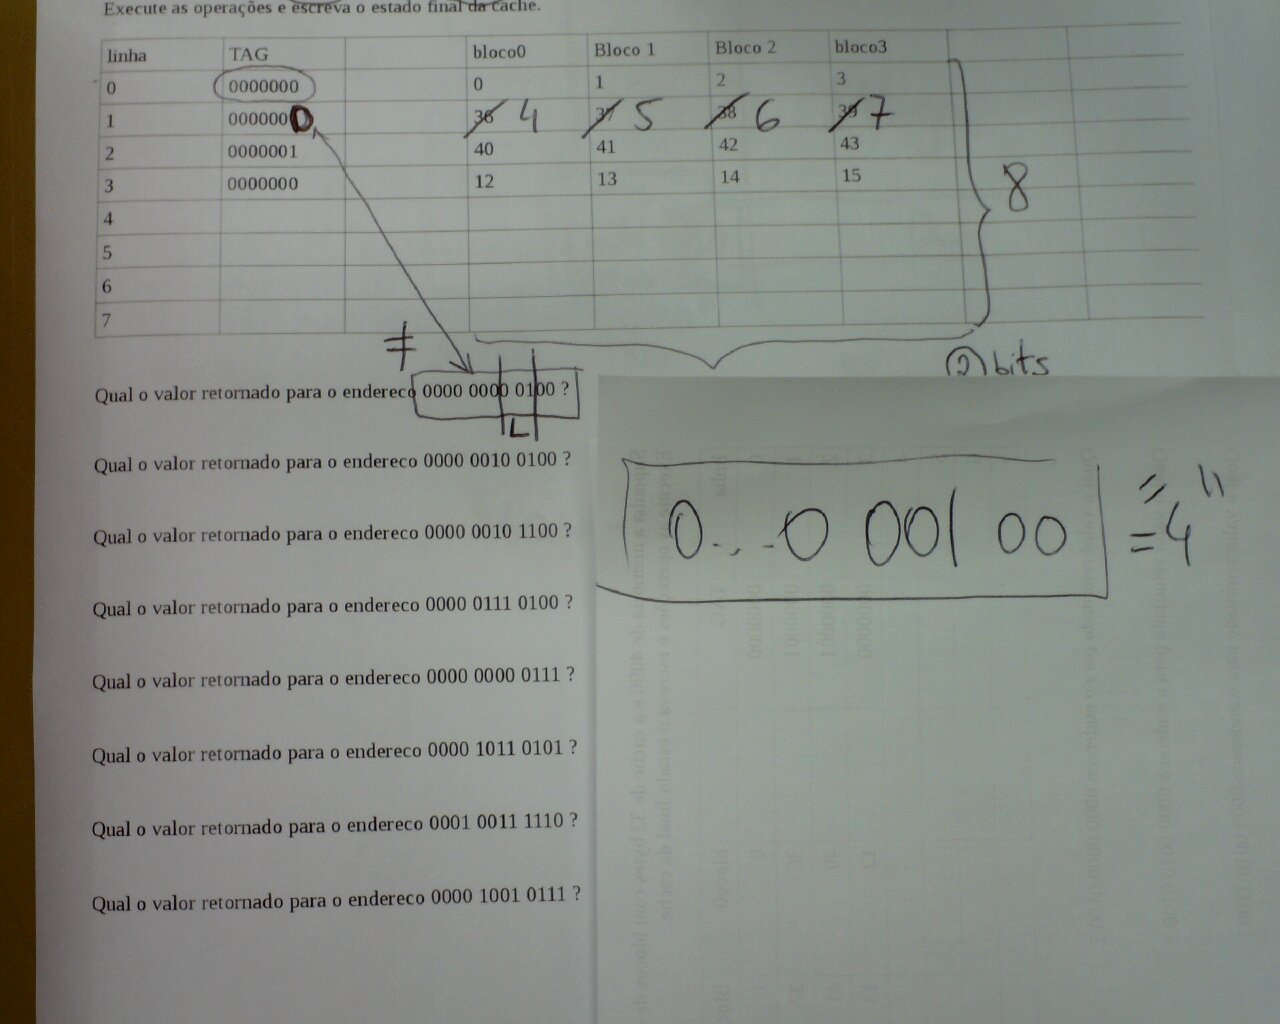 Execute as operações e escreva o estado final da cache.
linha TAG bloco0 Bloco 1 Bloco 2 bloco3
0 0000000 0 1 2 3
1 0000000 36 4 37 5 38 6 39 7
2 0000001 40 41 42 43
3 0000000 12 13 14 15
4
5
6
7
8
≠
2 bits
Qual o valor retornado para o endereco 0000 0000 0100 ?
L
Qual o valor retornado para o endereco 0000 0010 0100 ?
0... 0 001 00 = 4
Qual o valor retornado para o endereco 0000 0010 1100 ?
Qual o valor retornado para o endereco 0000 0111 0100 ?
Qual o valor retornado para o endereco 0000 0000 0111 ?
Qual o valor retornado para o endereco 0000 1011 0101 ?
Qual o valor retornado para o endereco 0001 0011 1110 ?
Qual o valor retornado para o endereco 0000 1001 0111 ?